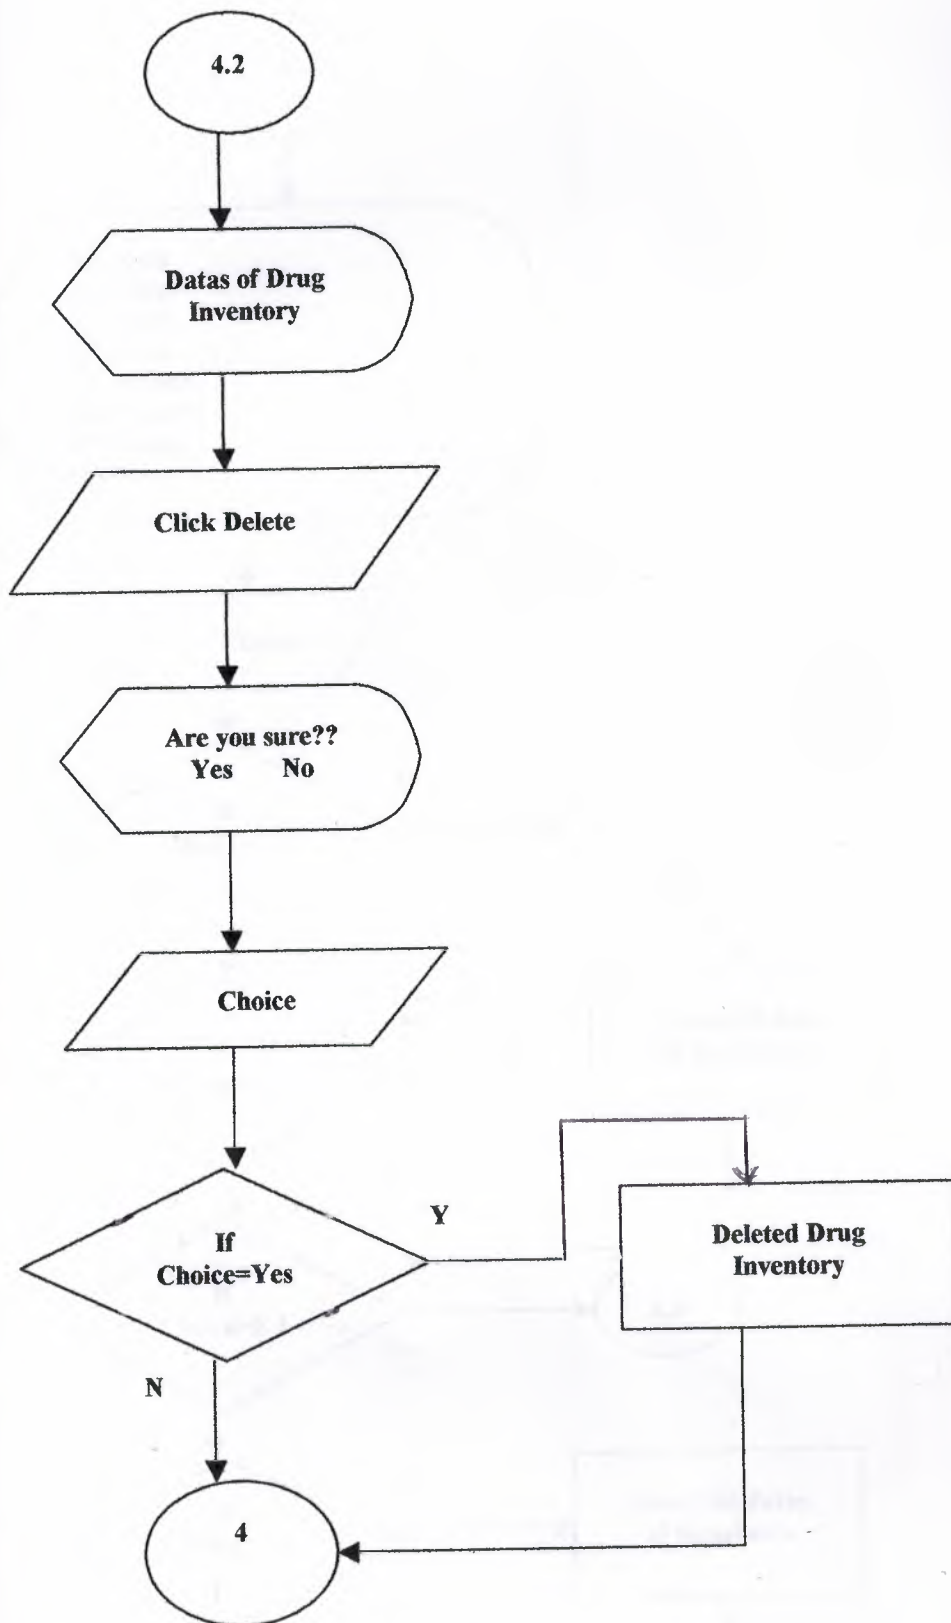 4.2
Datas of Drug
Inventory
Click Delete
Are you sure??
Yes No
Choice
If
Choice=Yes
Y
N
Deleted Drug
Inventory
4